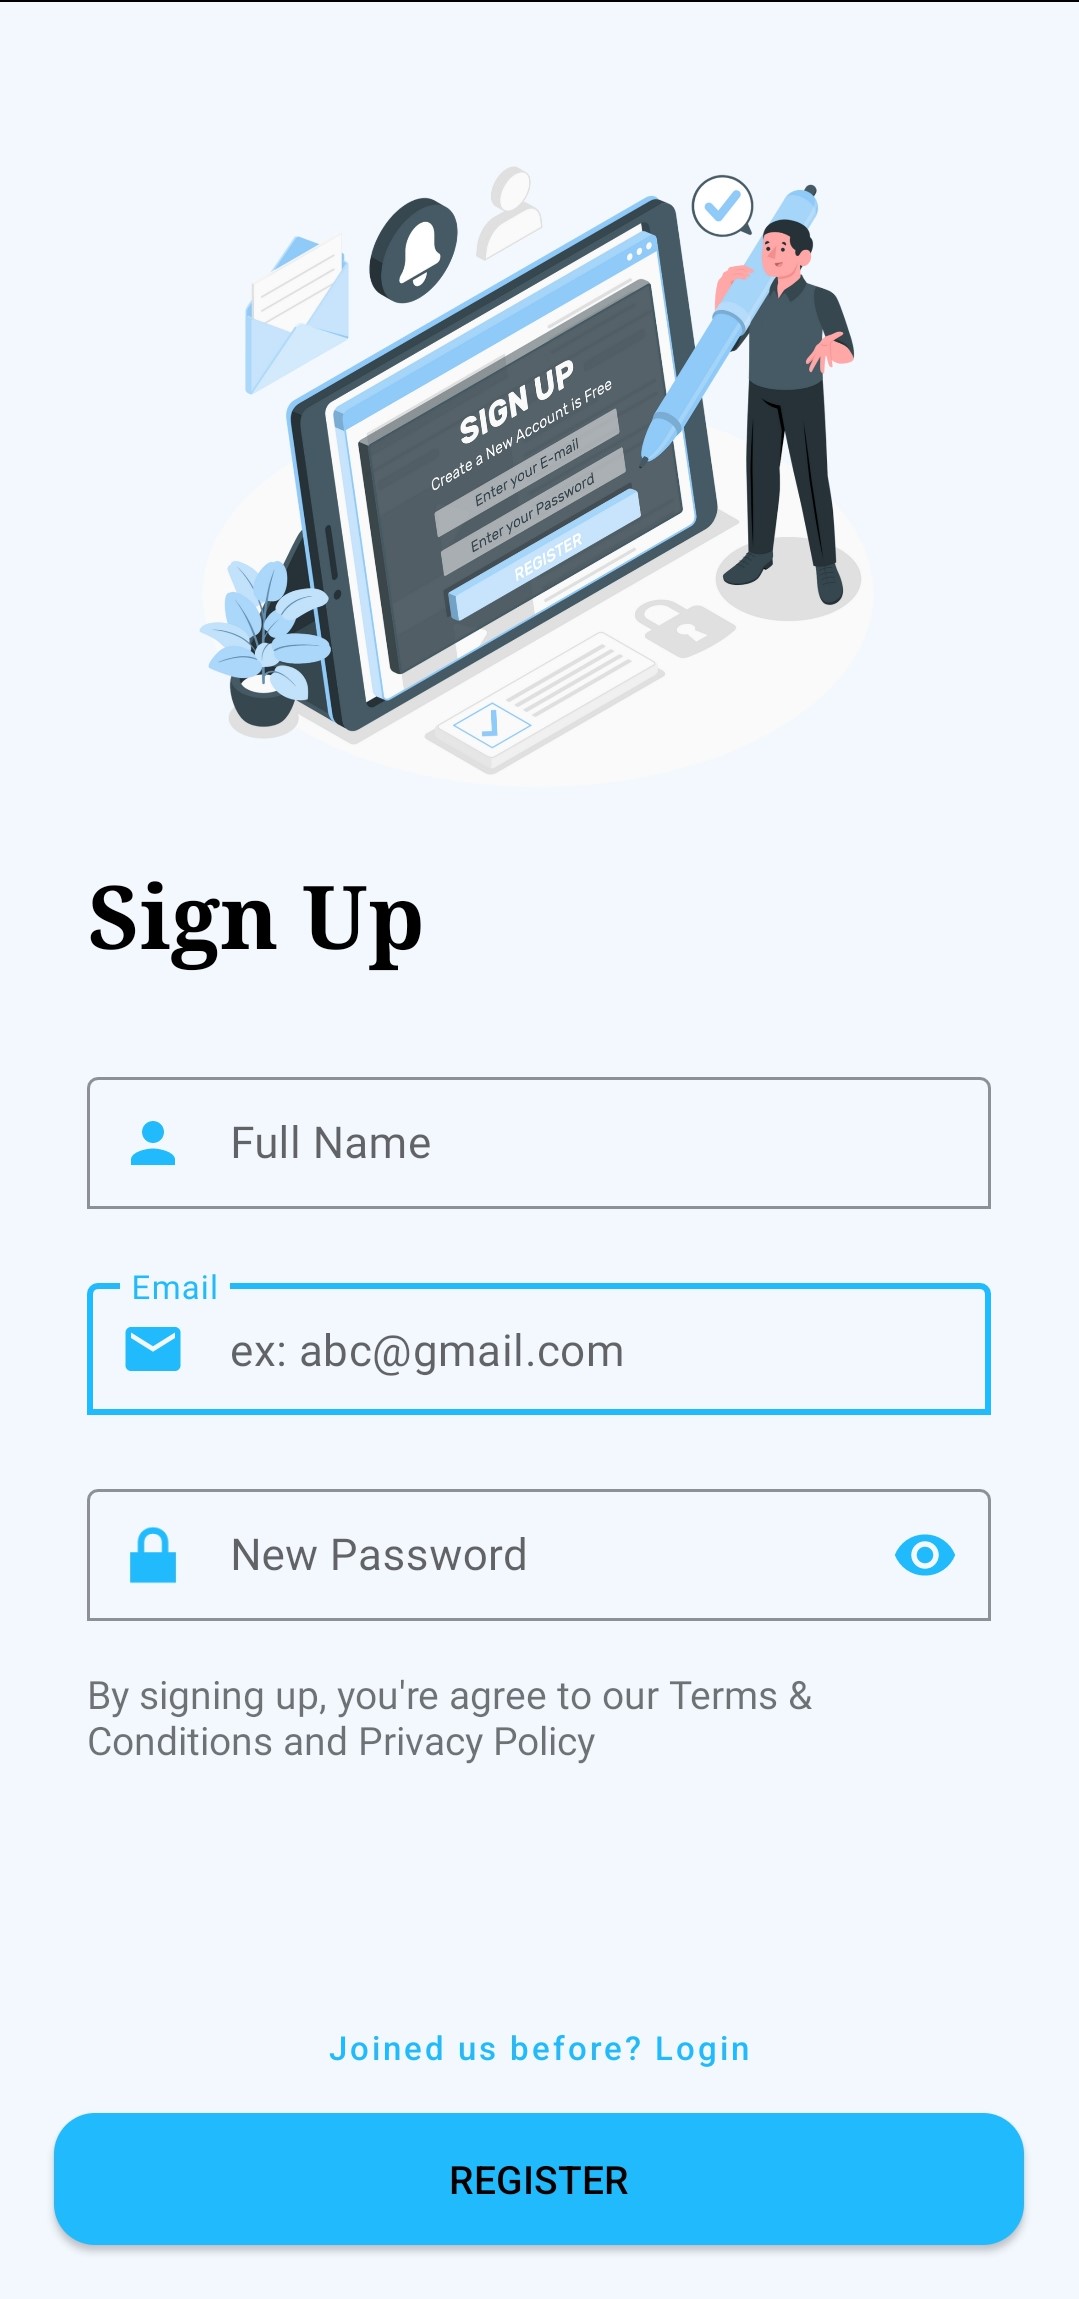 SIGN UP
Create a New Account is Free
Enter your E-mail
Enter your Password
REGISTER
Sign Up
Full Name
Email
ex: abc@gmail.com
New Password
By signing up, you're agree to our Terms &
Conditions and Privacy Policy
Joined us before? Login
REGISTER